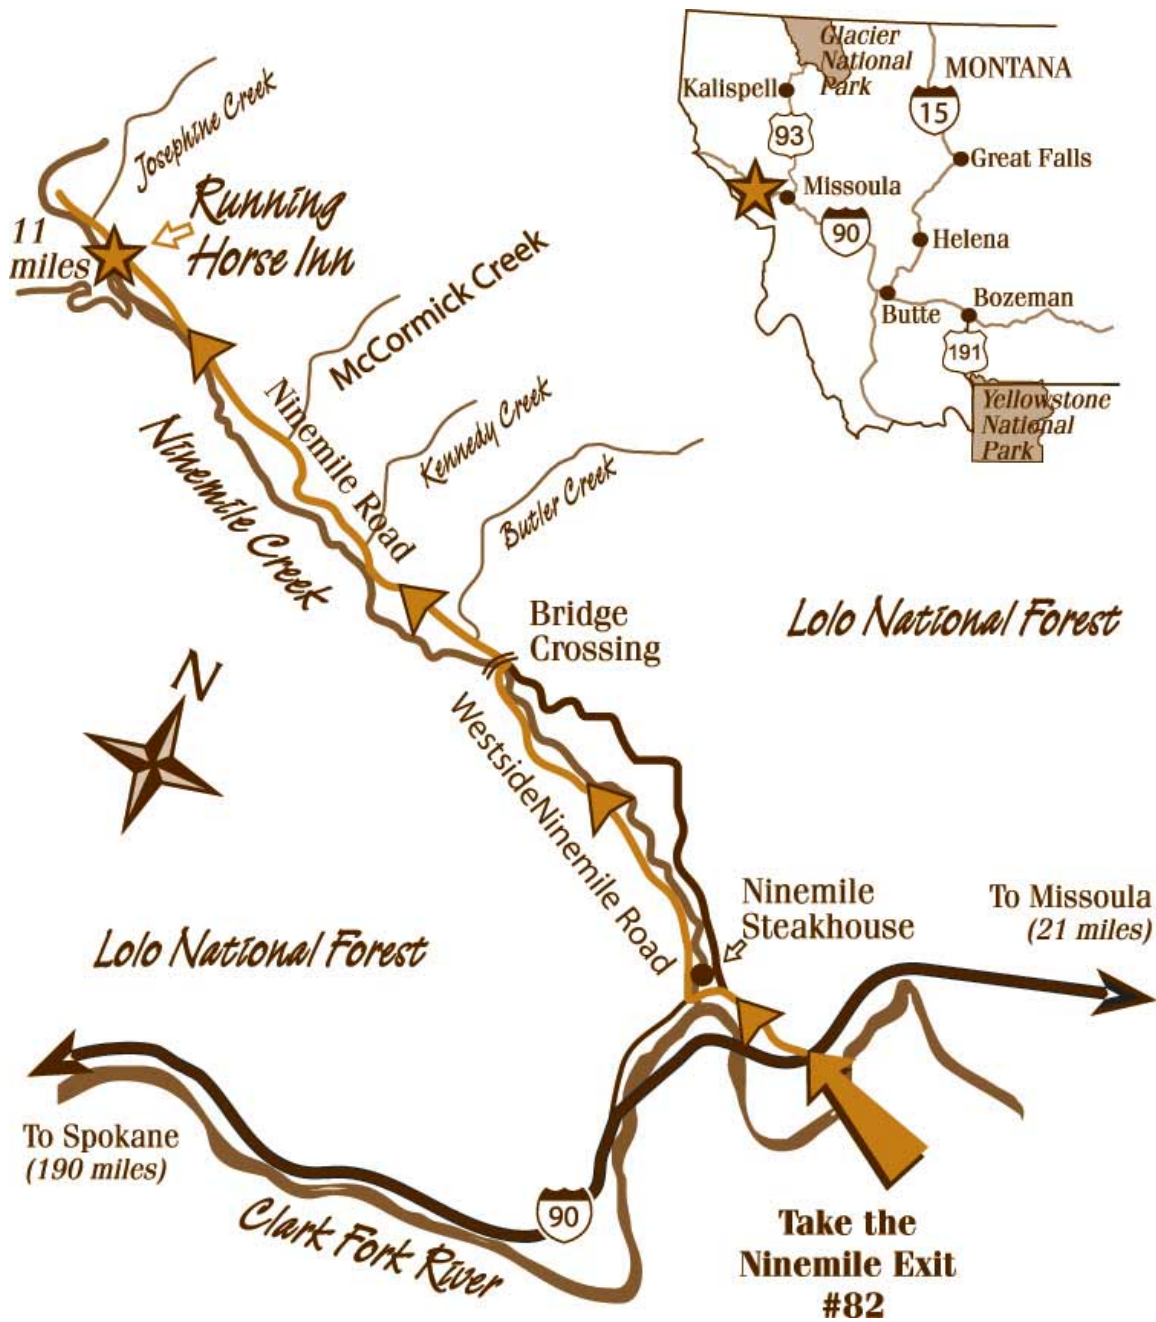 Glacier
National
Park
MONTANA
Kalispell
93
15
Great Falls
Missoula
90
Helena
Butte
Bozeman
191
Yellowstone
National
Park
Josephine Creek
Running
Horse Inn
11
miles
McCormick Creek
Ninemile Road
Kennedy Creek
Butler Creek
Ninemile Creek
Bridge
Crossing
Lolo National Forest
N
WestsideNinemile Road
Ninemile
Steakhouse
To Missoula
(21 miles)
Lolo National Forest
To Spokane
(190 miles)
Clark Fork River
90
Take the
Ninemile Exit
#82